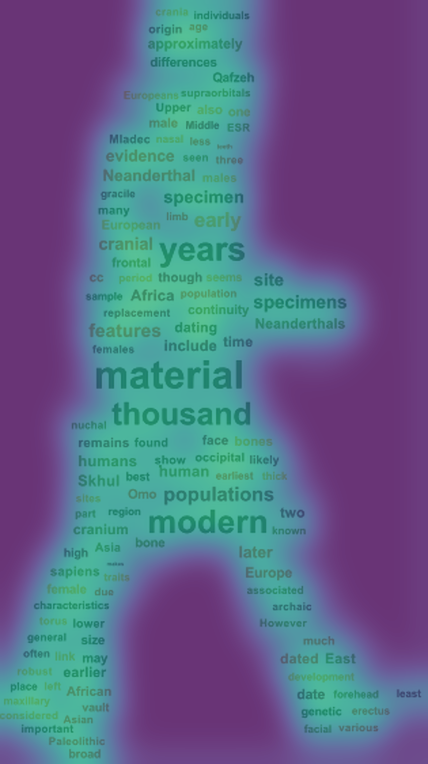 crania individuals
origin age
approximately
differences
Qafzeh
Europeans supraorbitals
Upper also one
male Middle ESR
Mladec nasal less teeth
evidence seen three
Neanderthal males
gracile specimen
many limb early
European
cranial years
frontal
cc period though seems site
sample Africa population specimens
replacement continuity Neanderthals
features dating
females include time
material
thousand
nuchal
remains found face bones
humans show occipital likely
Skhul best human earliest thick
sites Omo populations
part region modern two
cranium known
high Asia bone later
sapiens traits Europe
female due associated
characteristics archaic
torus lower However
general size much
often link may dated East
robust earlier development
place left African date forehead least
maxillary vault genetic erectus
considered Asian facial various
important
Paleolithic
broad